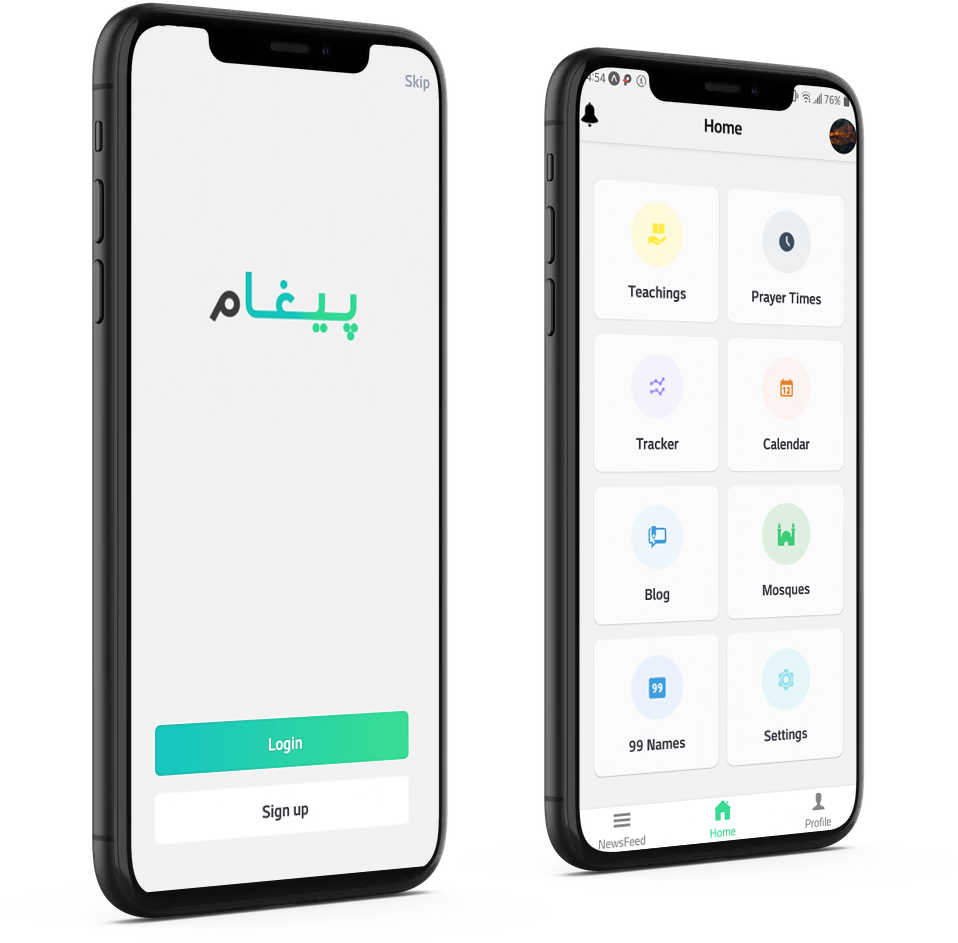 Skip
پیغام
Login
Sign up
4:54
76%
Home
Teachings
Prayer Times
Tracker
12
Calendar
Blog
Mosques
99
99 Names
Settings
NewsFeed
Home
Profile